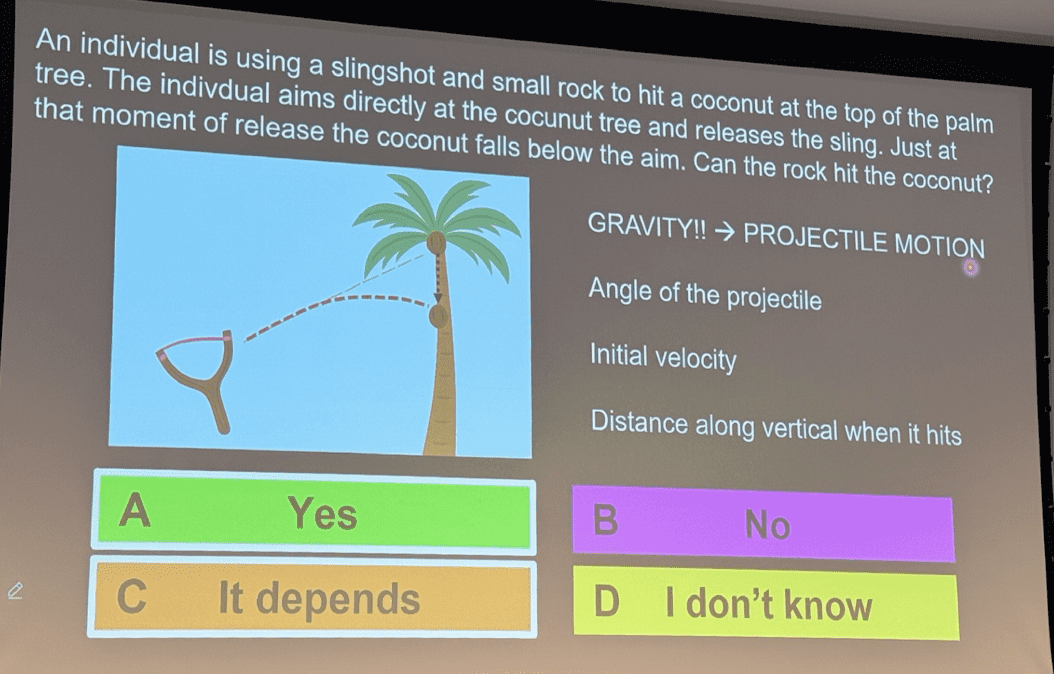 An individual is using a slingshot and small rock to hit a coconut at the top of the palm
tree. The indivdual aims directly at the cocunut tree and releases the sling. Just at
that moment of release the coconut falls below the aim. Can the rock hit the coconut?
GRAVITY!! → PROJECTILE MOTION
Angle of the projectile
Initial velocity
Distance along vertical when it hits
A Yes
B No
C It depends
D I don't know